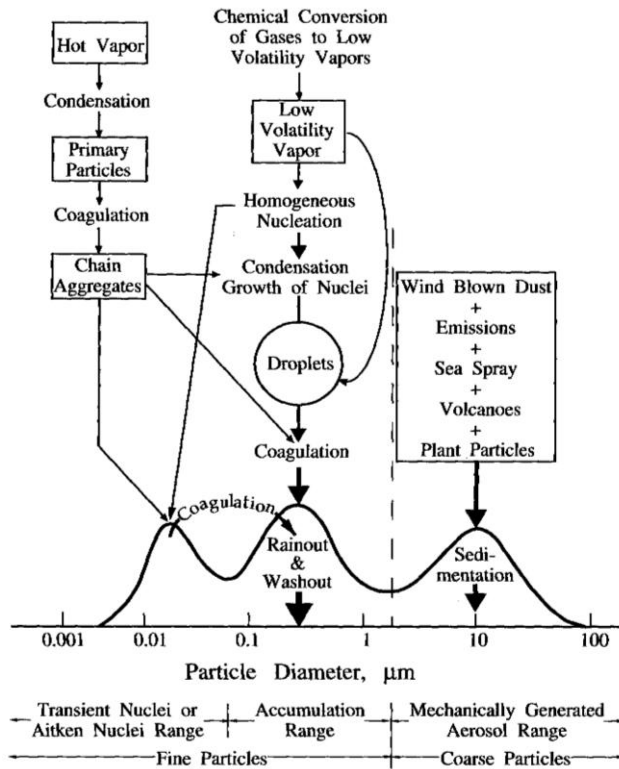 Hot Vapor
Condensation
Primary
Particles
Coagulation
Chain
Aggregates
Chemical Conversion
of Gases to Low
Volatility Vapors
Low
Volatility
Vapor
Homogeneous
Nucleation
Condensation
Growth of Nuclei
Droplets
Coagulation
Wind Blown Dust
+
Emissions
+
Sea Spray
+
Volcanoes
+
Plant Particles
Coagulation
Rainout
&
Washout
Sedi-
mentation
0.001 0.01 0.1 1 10 100
Particle Diameter, μm
Transient Nuclei or
Aitken Nuclei Range
Accumulation
Range
Mechanically Generated
Aerosol Range
Fine Particles
Coarse Particles